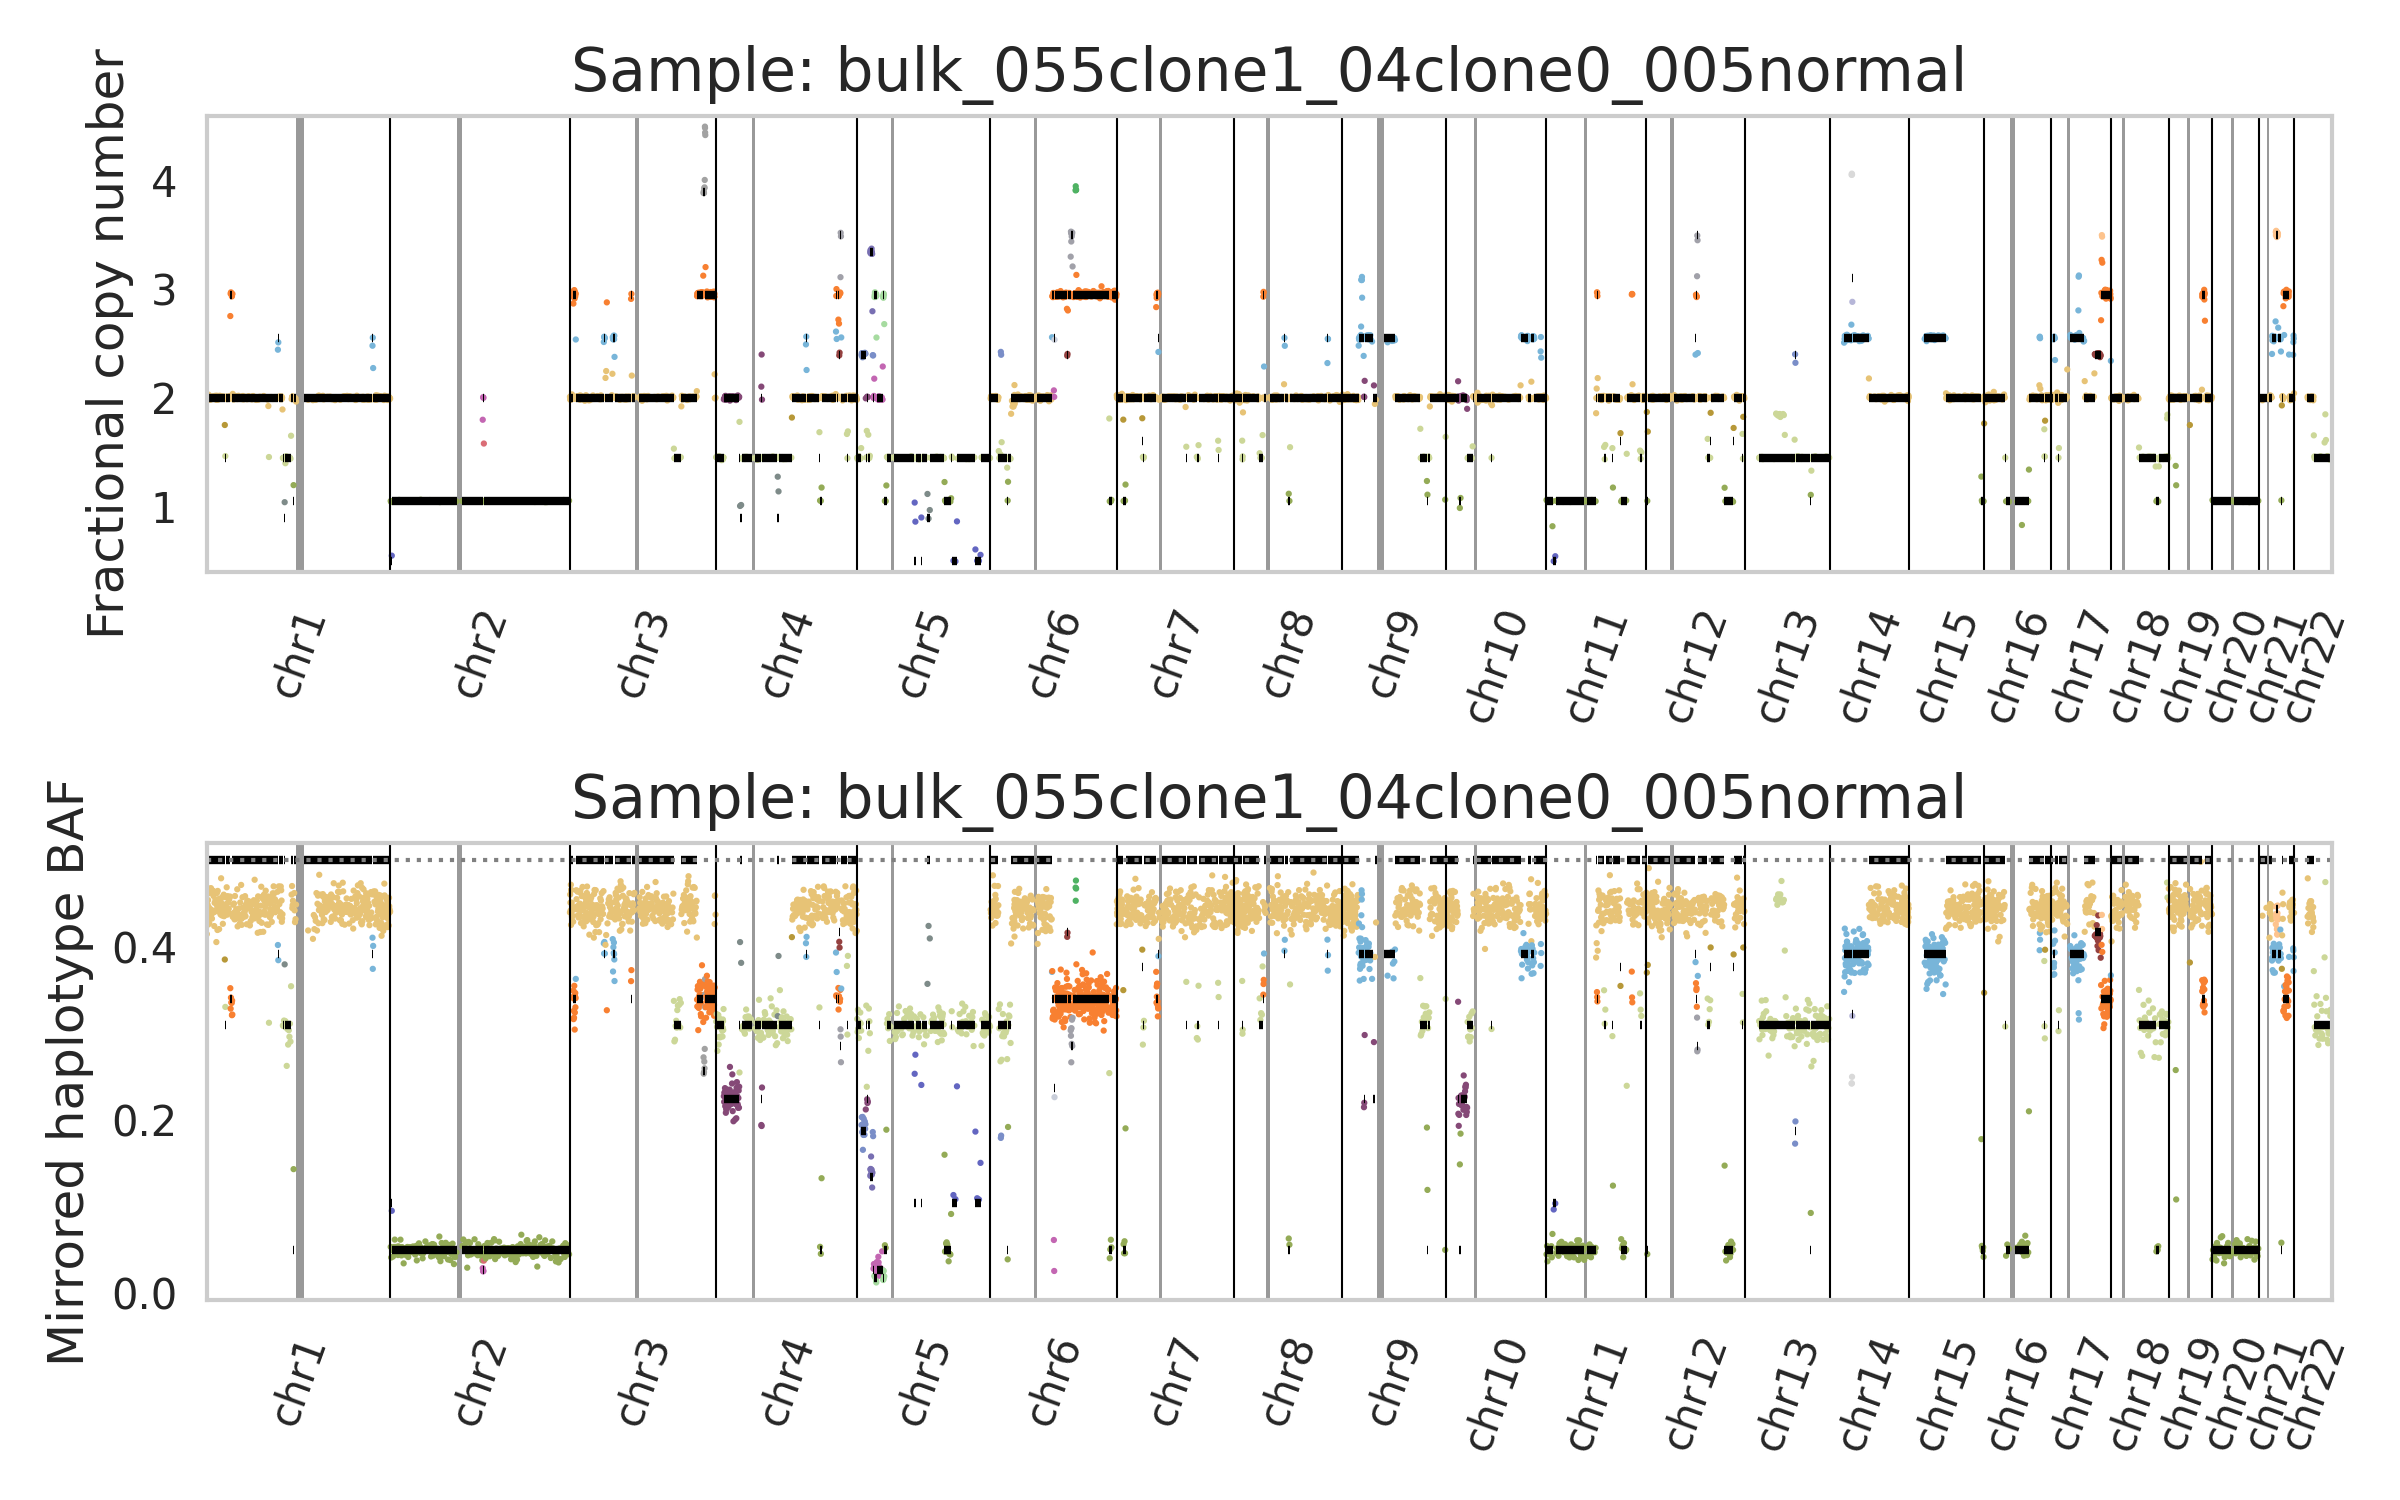 Sample: bulk_055clone1_04clone0_005normal
Fractional copy number
4
3
2
1
chr1 chr2 chr3 chr4 chr5 chr6 chr7 chr8 chr9 chr10 chr11 chr12 chr13 chr14 chr15 chr16 chr17 chr18 chr19 chr20 chr21 chr22
Sample: bulk_055clone1_04clone0_005normal
Mirrored haplotype BAF
0.4
0.2
0.0
chr1 chr2 chr3 chr4 chr5 chr6 chr7 chr8 chr9 chr10 chr11 chr12 chr13 chr14 chr15 chr16 chr17 chr18 chr19 chr20 chr21 chr22